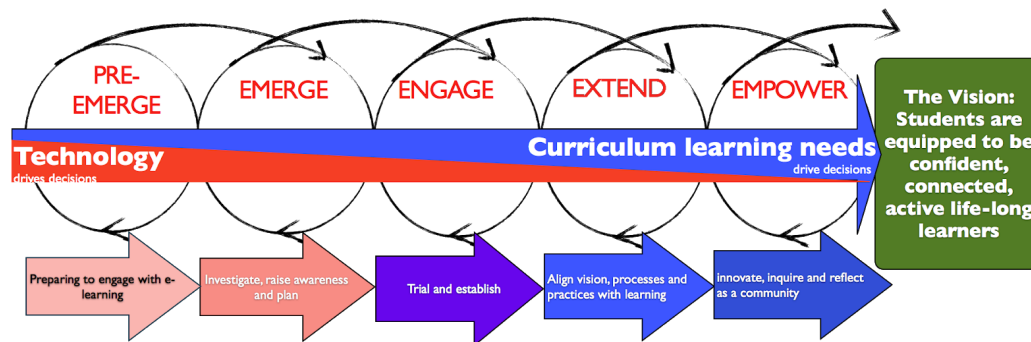 PRE-
EMERGE
EMERGE
ENGAGE
EXTEND
EMPOWER
Technology
drives decisions
Curriculum learning needs
drive decisions
The Vision:
Students are
equipped to be
confident,
connected,
active life-long
learners
Preparing to engage with e-
learning
Investigate, raise awareness
and plan
Trial and establish
Align vision, processes and
practices with learning
innovate, inquire and reflect
as a community